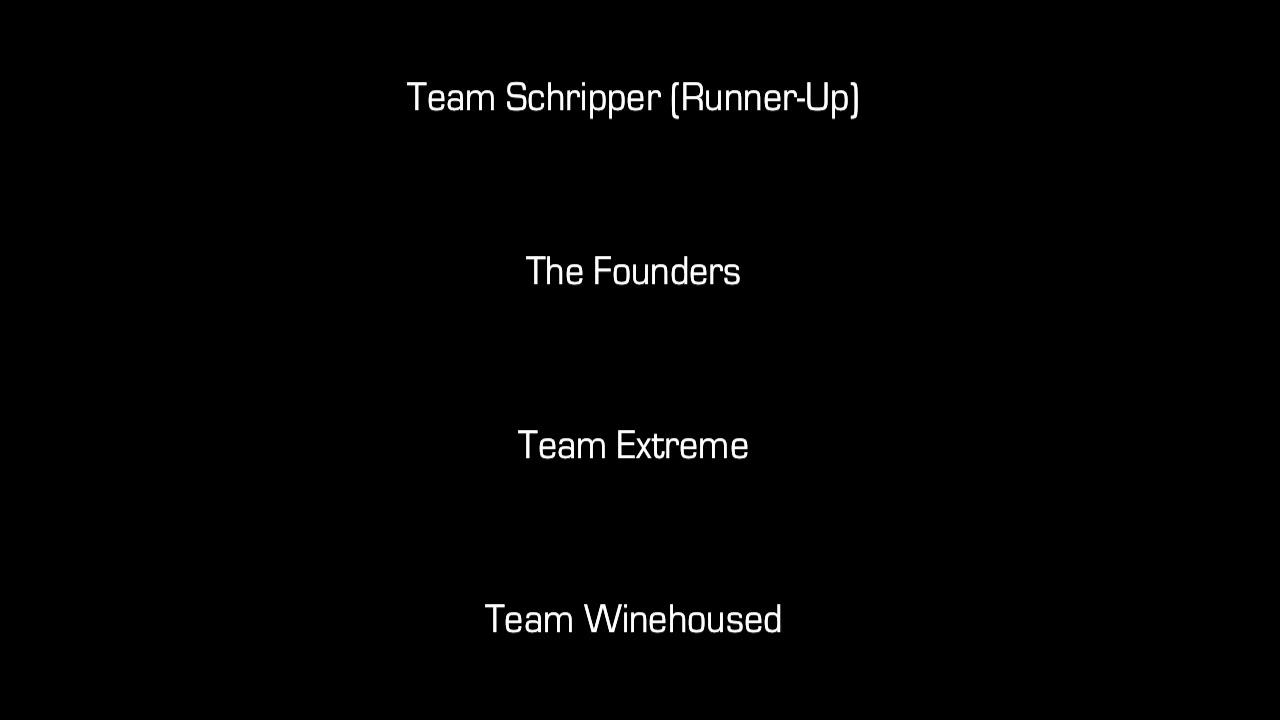 Team Schripper (Runner-Up)
The Founders
Team Extreme
Team Winehoused